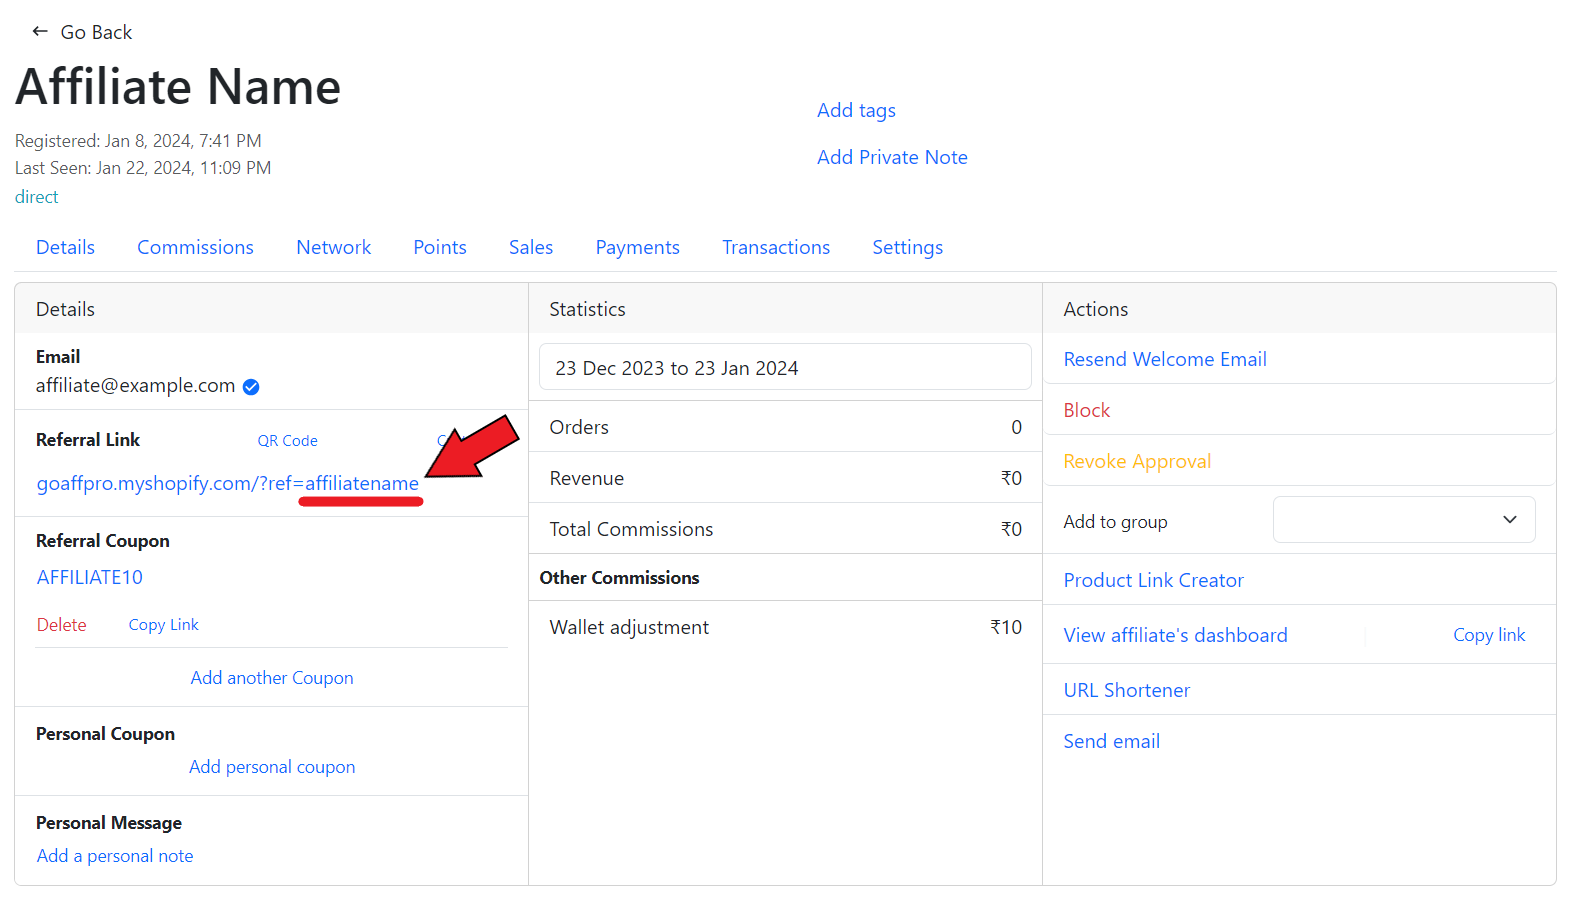 Go Back
Affiliate Name
Registered: Jan 8, 2024, 7:41 PM
Last Seen: Jan 22, 2024, 11:09 PM
direct
Add tags
Add Private Note
Details Commissions Network Points Sales Payments Transactions Settings
Details
Email
affiliate@example.com
Referral Link QR Code
goaffpro.myshopify.com/?ref=affiliatename
Referral Coupon
AFFILIATE10
Delete Copy Link
Add another Coupon
Personal Coupon
Add personal coupon
Personal Message
Add a personal note
Statistics
23 Dec 2023 to 23 Jan 2024
Orders 0
Revenue ₹0
Total Commissions ₹0
Other Commissions
Wallet adjustment ₹10
Actions
Resend Welcome Email
Block
Revoke Approval
Add to group
Product Link Creator
View affiliate's dashboard Copy link
URL Shortener
Send email